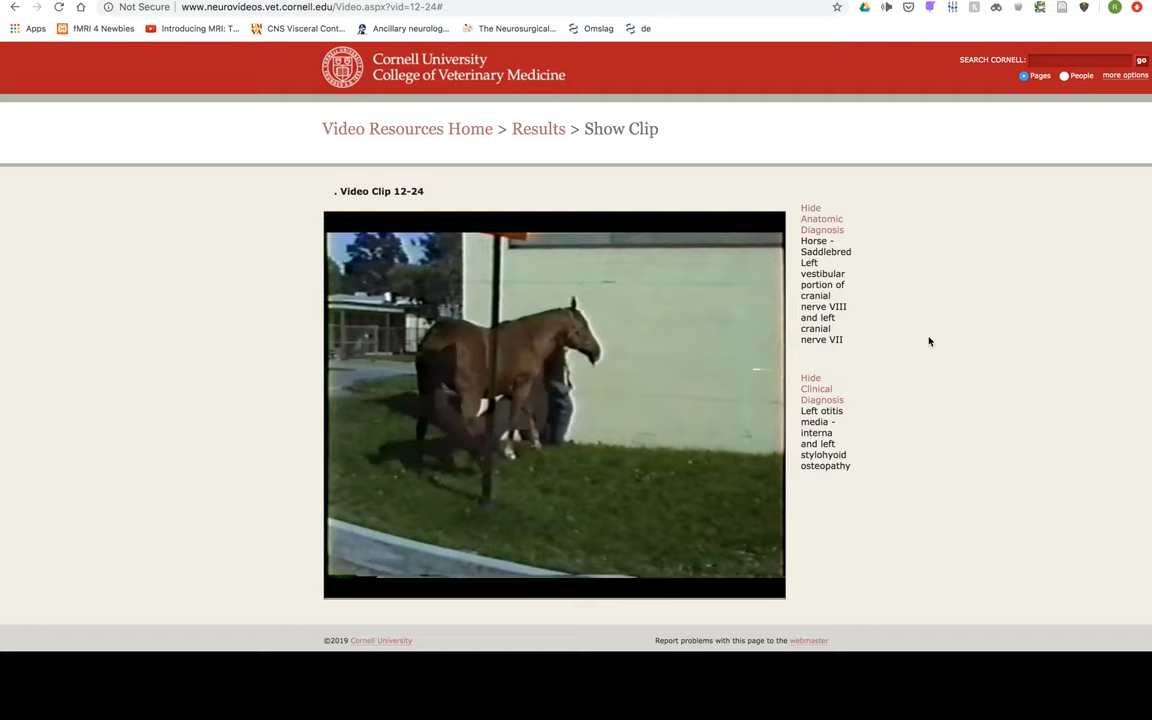 Not Secure | www.neurovideos.vet.cornell.edu/Video.aspx?vid=12-24#
R
Apps fMRI 4 Newbies Introducing MRI: T... CNS Visceral Cont... Ancillary neurolog... The Neurosurgical... Omslag de
Cornell University
College of Veterinary Medicine
SEARCH CORNELL: go
Pages People more options
Video Resources Home > Results > Show Clip
. Video Clip 12-24
Hide
Anatomic
Diagnosis
Horse -
Saddlebred
Left
vestibular
portion of
cranial
nerve VIII
and left
cranial
nerve VII
Hide
Clinical
Diagnosis
Left otitis
media -
interna
and left
stylohyoid
osteopathy
©2019 Cornell University
Report problems with this page to the webmaster